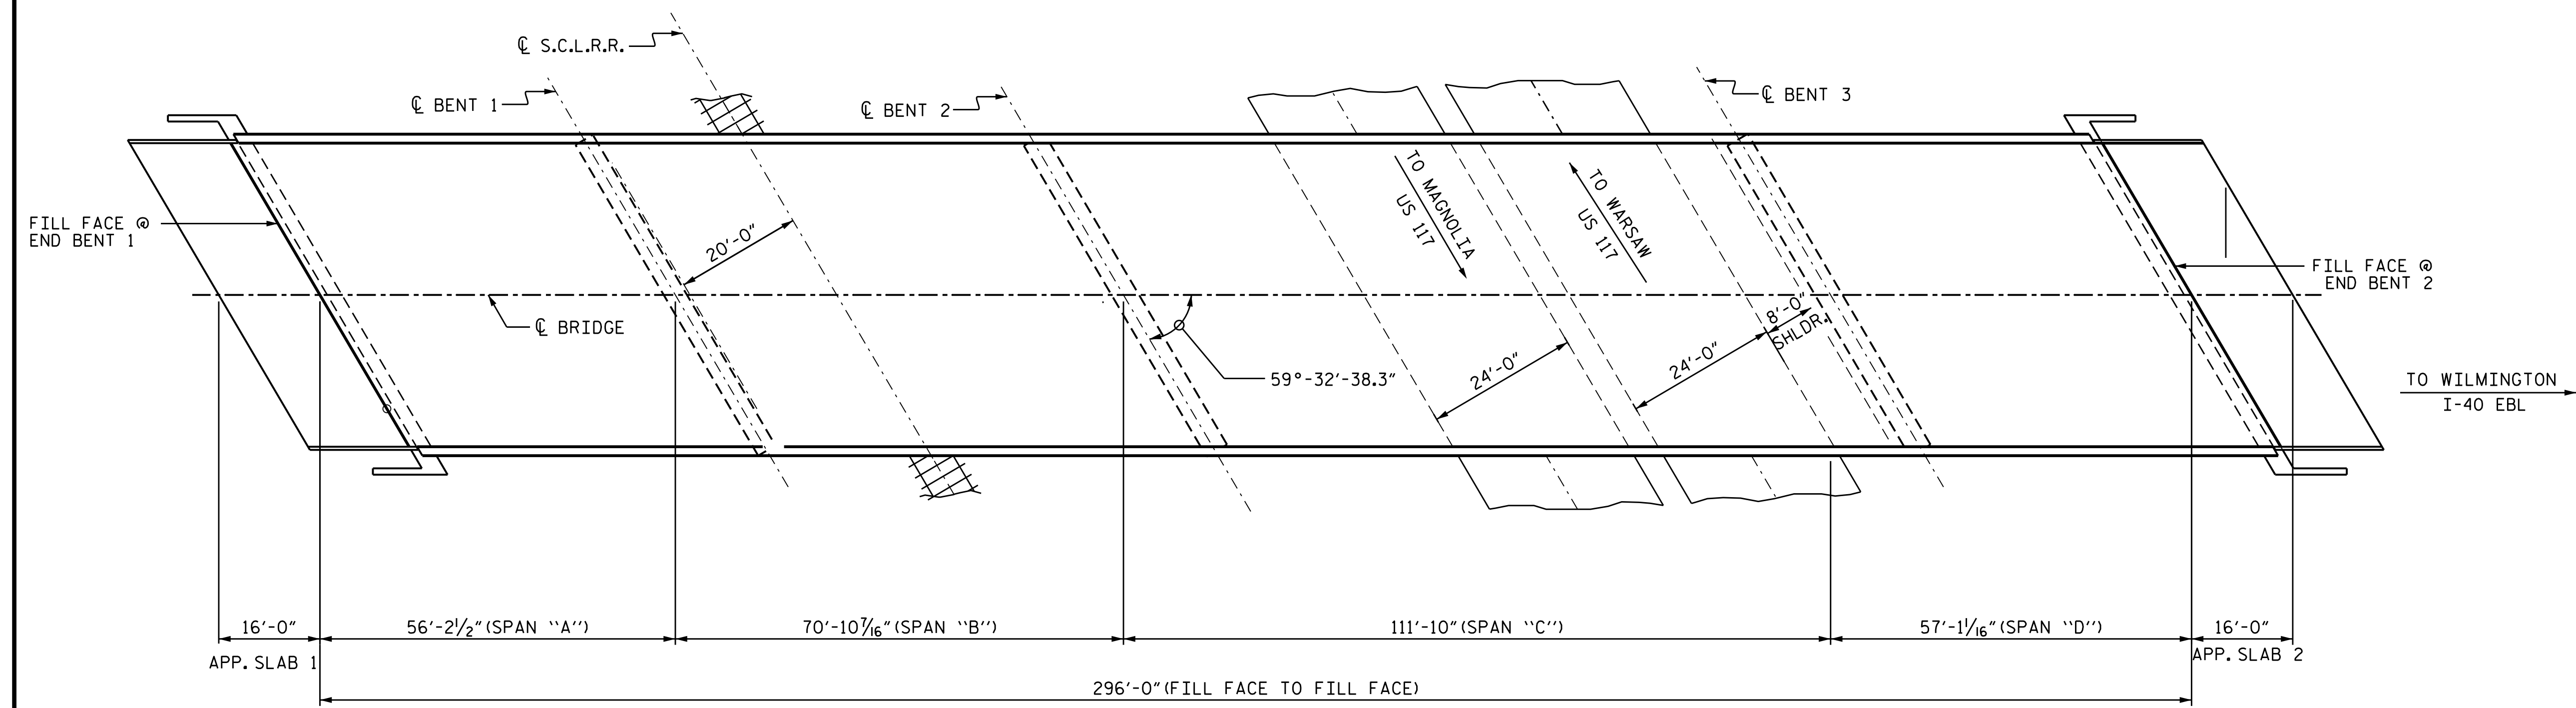 ℄ S.C.L.R.R.
℄ BENT 1
℄ BENT 2
℄ BENT 3
FILL FACE @
END BENT 1
20'-0"
TO MAGNOLIA
US 117
TO WARSAW
US 117
FILL FACE @
END BENT 2
℄ BRIDGE
8'-0"
SHLDR.
24'-0"
24'-0"
59°-32'-38.3"
TO WILMINGTON
I-40 EBL
16'-0"
56'-2½" (SPAN "A")
70'-10⁷⁄₁₆" (SPAN "B")
111'-10" (SPAN "C")
57'-1¹⁄₁₆" (SPAN "D")
16'-0"
APP. SLAB 1
APP. SLAB 2
296'-0" (FILL FACE TO FILL FACE)